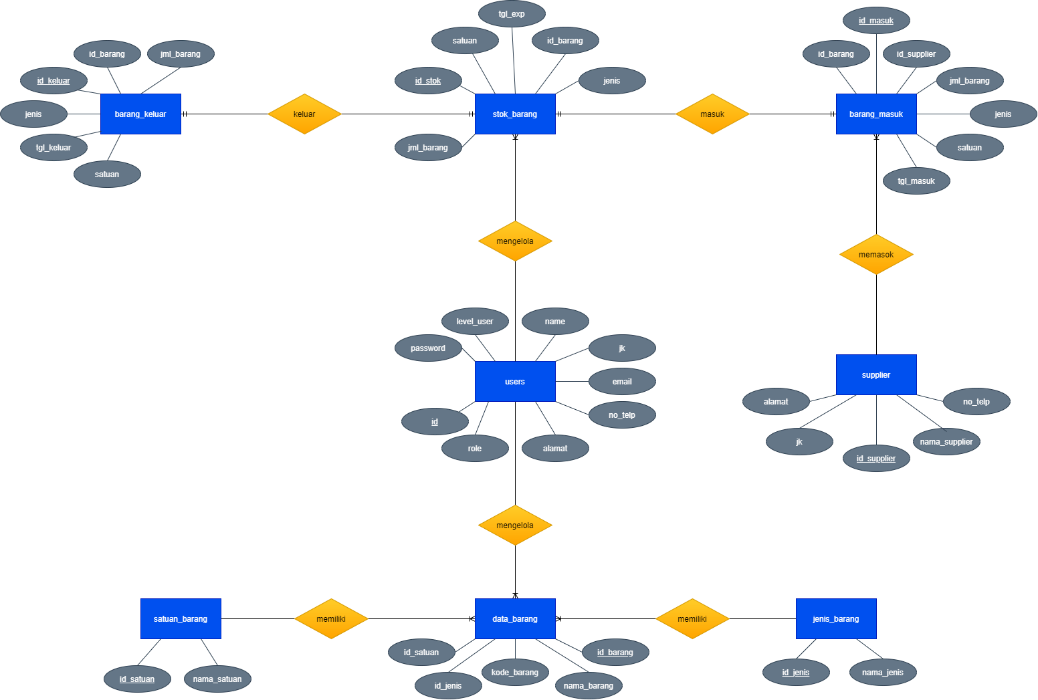 tgl_exp
id_masuk
satuan
id_barang
id_barang
jml_barang
id_barang
id_supplier
id_keluar
id_stok
jenis
jml_barang
jenis
barang_keluar
keluar
stok_barang
masuk
barang_masuk
jenis
tgl_keluar
jml_barang
satuan
satuan
tgl_masuk
mengelola
memasok
level_user
name
password
jk
users
email
supplier
alamat
no_telp
id
no_telp
role
alamat
jk
nama_supplier
id_supplier
mengelola
satuan_barang
memiliki
data_barang
memiliki
jenis_barang
id_satuan
id_barang
id_satuan
nama_satuan
id_jenis
kode_barang
nama_barang
id_jenis
nama_jenis